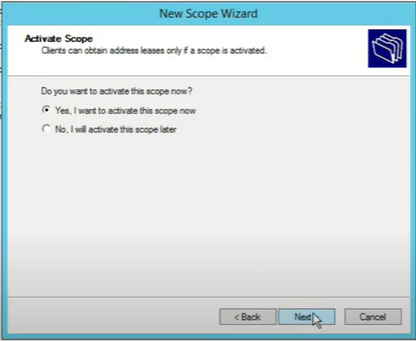 New Scope Wizard
Activate Scope
Clients can obtain address leases only if a scope is activated.
Do you want to activate this scope now?
Yes, I want to activate this scope now
No, I will activate this scope later
< Back
Next
Cancel